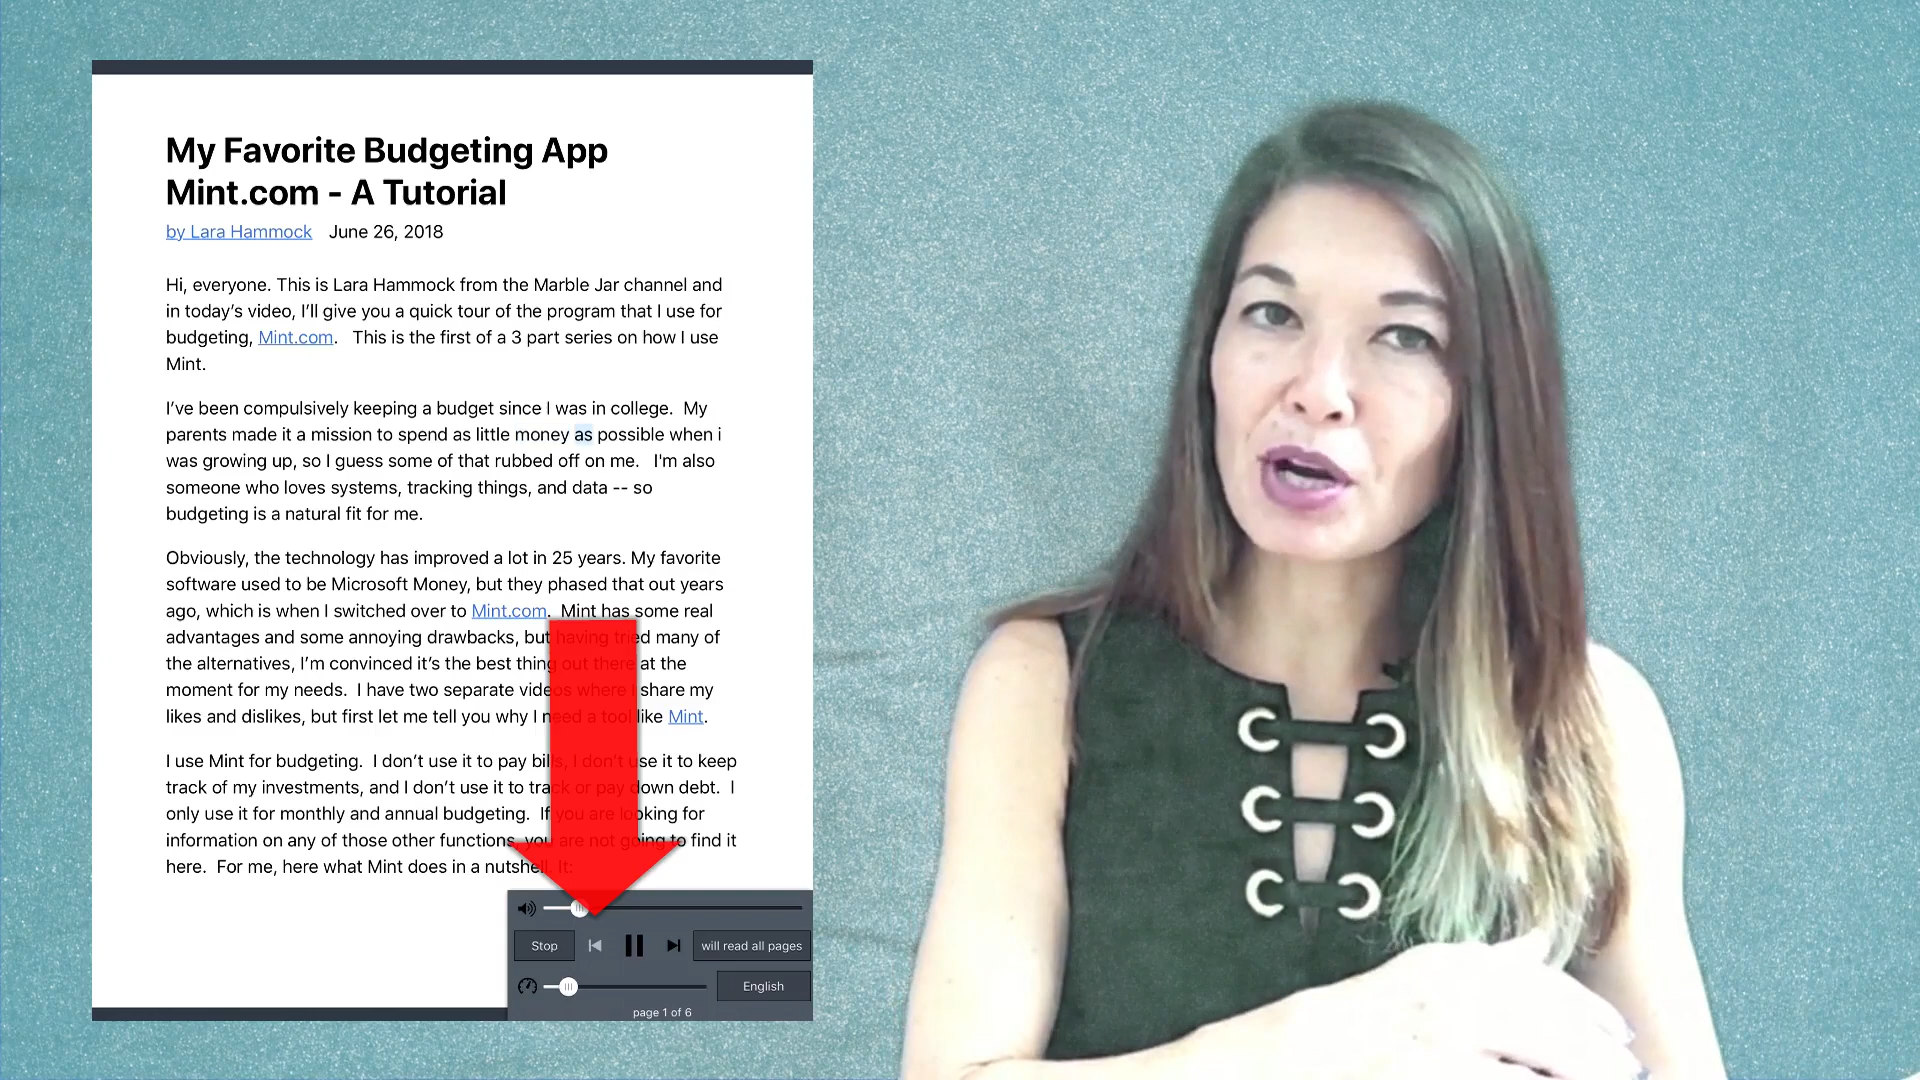 My Favorite Budgeting App
Mint.com - A Tutorial
by Lara Hammock June 26, 2018
Hi, everyone. This is Lara Hammock from the Marble Jar channel and
in today’s video, I’ll give you a quick tour of the program that I use for
budgeting, Mint.com. This is the first of a 3 part series on how I use
Mint.
I’ve been compulsively keeping a budget since I was in college. My
parents made it a mission to spend as little money as possible when i
was growing up, so I guess some of that rubbed off on me. I'm also
someone who loves systems, tracking things, and data -- so
budgeting is a natural fit for me.
Obviously, the technology has improved a lot in 25 years. My favorite
software used to be Microsoft Money, but they phased that out years
ago, which is when I switched over to Mint.com. Mint has some real
advantages and some annoying drawbacks, but having tried many of
the alternatives, I’m convinced it’s the best thing out there at the
moment for my needs. I have two separate videos where I share my
likes and dislikes, but first let me tell you why I need a tool like Mint.
I use Mint for budgeting. I don’t use it to pay bills, I don't use it to keep
track of my investments, and I don’t use it to track or pay down debt. I
only use it for monthly and annual budgeting. If you are looking for
information on any of those other functions, you are not going to find it
here. For me, here what Mint does in a nutshell. It:
Stop
will read all pages
English
page 1 of 6